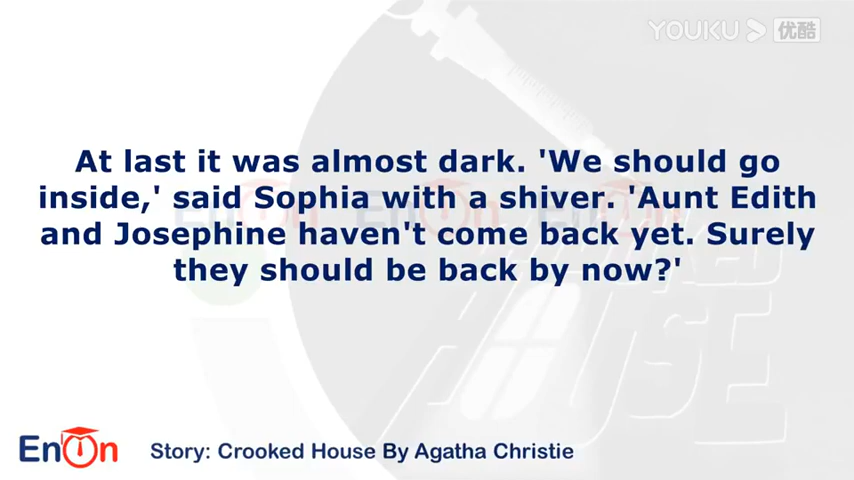 YOUKU 优酷
At last it was almost dark. 'We should go
inside,' said Sophia with a shiver. 'Aunt Edith
and Josephine haven't come back yet. Surely
they should be back by now?'
HOUSE
EnOn
Story: Crooked House By Agatha Christie